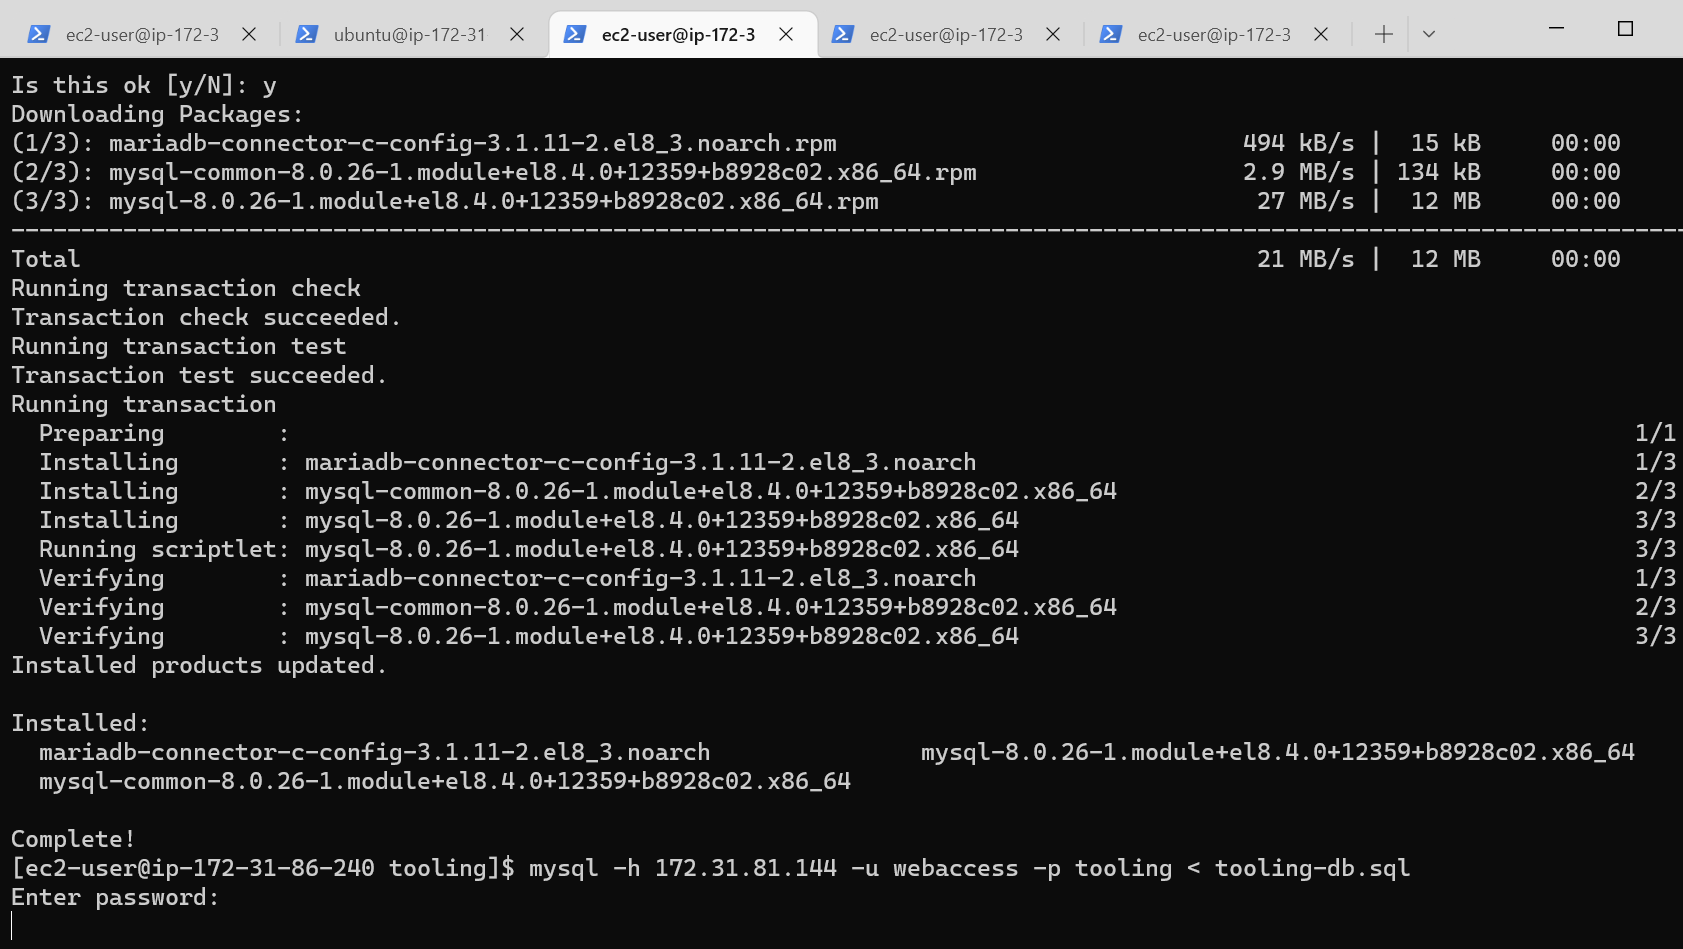 ec2-user@ip-172-3 ubuntu@ip-172-31 ec2-user@ip-172-3 ec2-user@ip-172-3 ec2-user@ip-172-3
Is this ok [y/N]: y
Downloading Packages:
(1/3): mariadb-connector-c-config-3.1.11-2.el8_3.noarch.rpm 494 kB/s | 15 kB 00:00
(2/3): mysql-common-8.0.26-1.module+el8.4.0+12359+b8928c02.x86_64.rpm 2.9 MB/s | 134 kB 00:00
(3/3): mysql-8.0.26-1.module+el8.4.0+12359+b8928c02.x86_64.rpm 27 MB/s | 12 MB 00:00
--------------------------------------------------------------------------------
Total 21 MB/s | 12 MB 00:00
Running transaction check
Transaction check succeeded.
Running transaction test
Transaction test succeeded.
Running transaction
Preparing : 1/1
Installing : mariadb-connector-c-config-3.1.11-2.el8_3.noarch 1/3
Installing : mysql-common-8.0.26-1.module+el8.4.0+12359+b8928c02.x86_64 2/3
Installing : mysql-8.0.26-1.module+el8.4.0+12359+b8928c02.x86_64 3/3
Running scriptlet: mysql-8.0.26-1.module+el8.4.0+12359+b8928c02.x86_64 3/3
Verifying : mariadb-connector-c-config-3.1.11-2.el8_3.noarch 1/3
Verifying : mysql-common-8.0.26-1.module+el8.4.0+12359+b8928c02.x86_64 2/3
Verifying : mysql-8.0.26-1.module+el8.4.0+12359+b8928c02.x86_64 3/3
Installed products updated.
Installed:
mariadb-connector-c-config-3.1.11-2.el8_3.noarch mysql-8.0.26-1.module+el8.4.0+12359+b8928c02.x86_64
mysql-common-8.0.26-1.module+el8.4.0+12359+b8928c02.x86_64
Complete!
[ec2-user@ip-172-31-86-240 tooling]$ mysql -h 172.31.81.144 -u webaccess -p tooling < tooling-db.sql
Enter password: